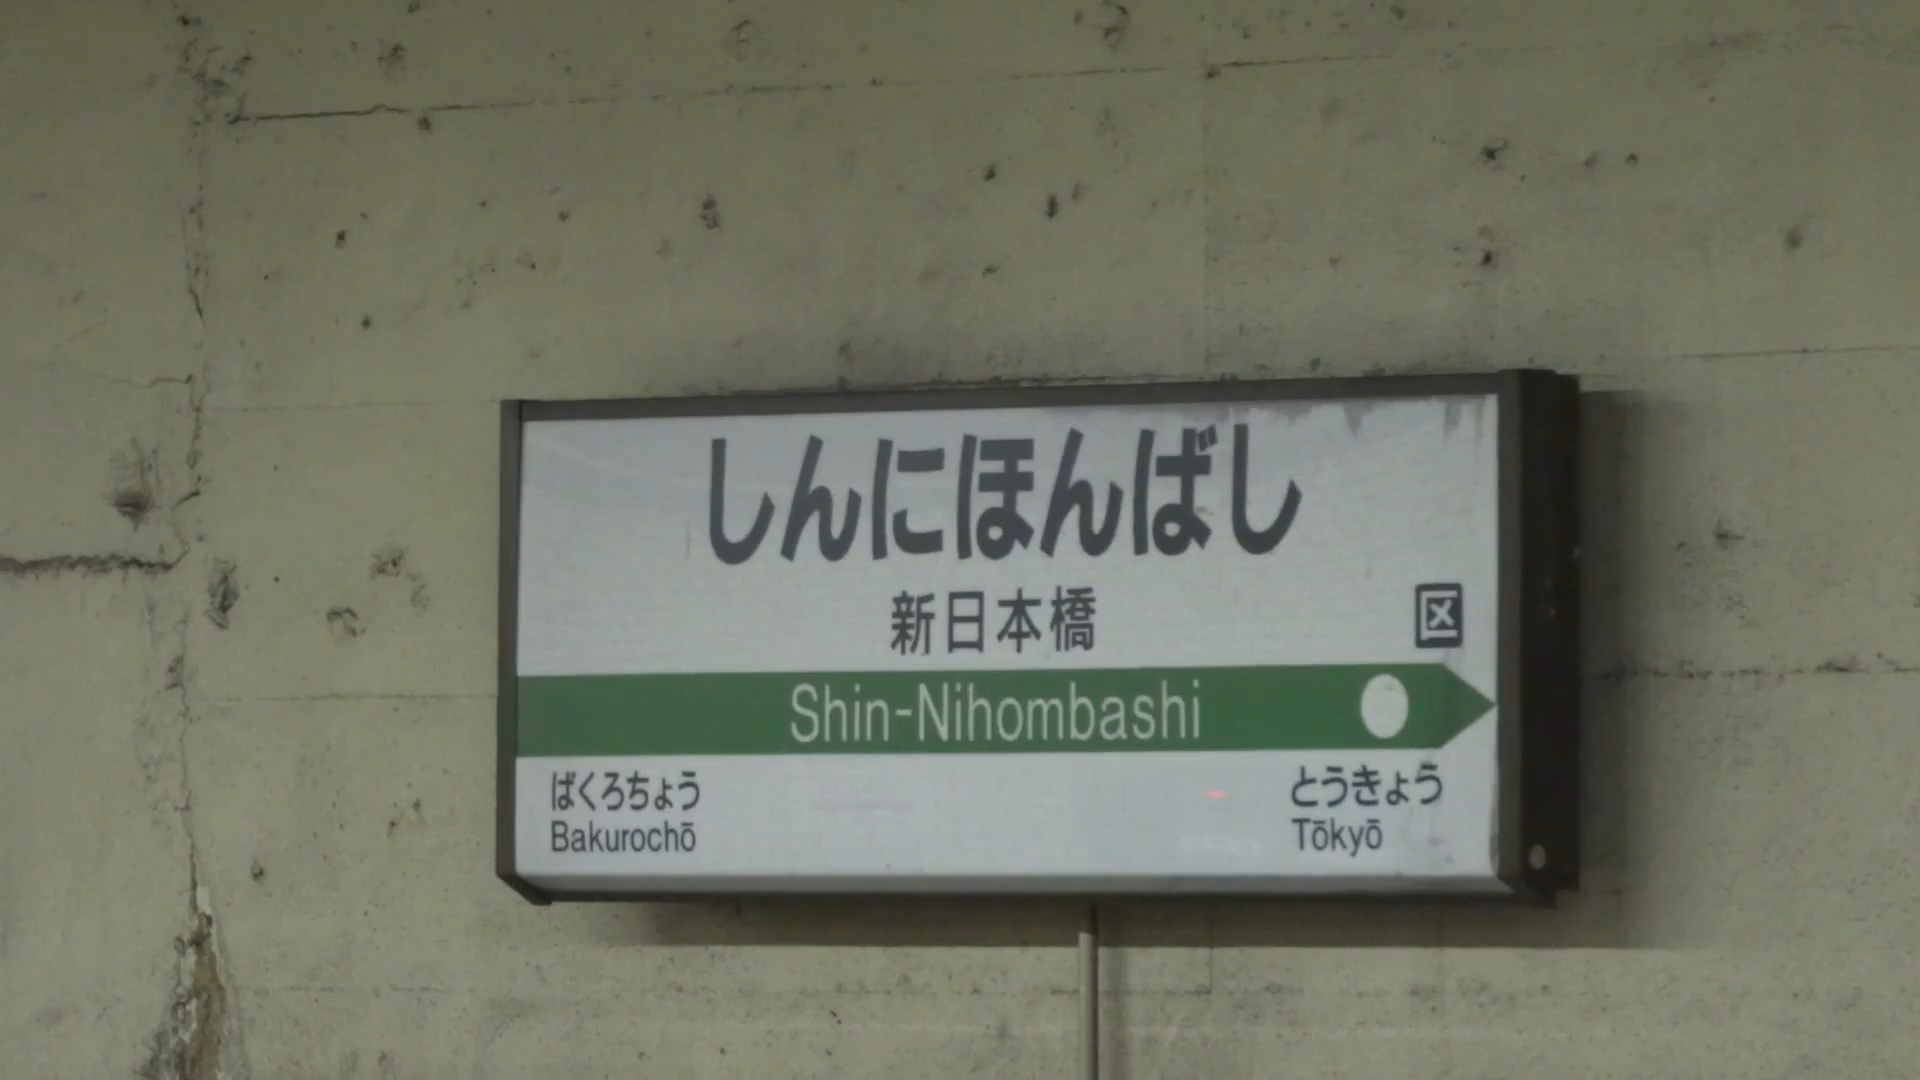 しんにほんばし
新日本橋
区
Shin-Nihombashi
ばくろちょう
Bakurochō
とうきょう
Tōkyō